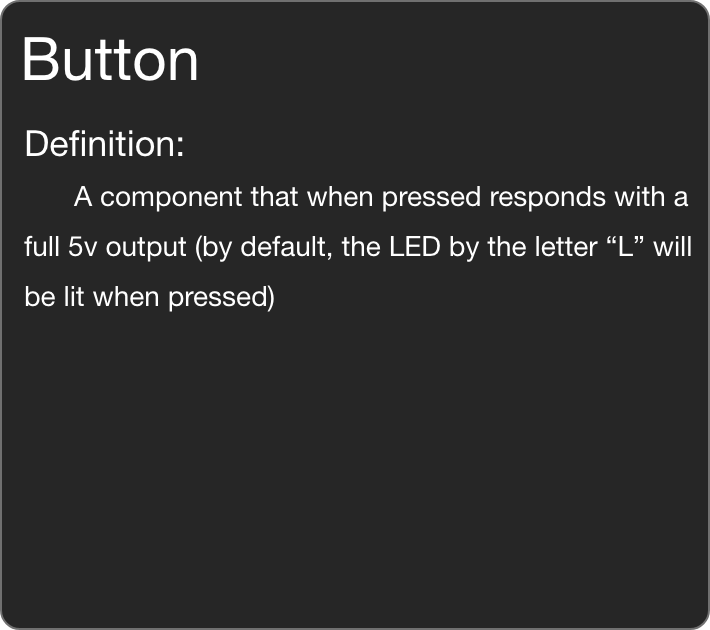 Button
Definition:
A component that when pressed responds with a
full 5v output (by default, the LED by the letter “L” will
be lit when pressed)